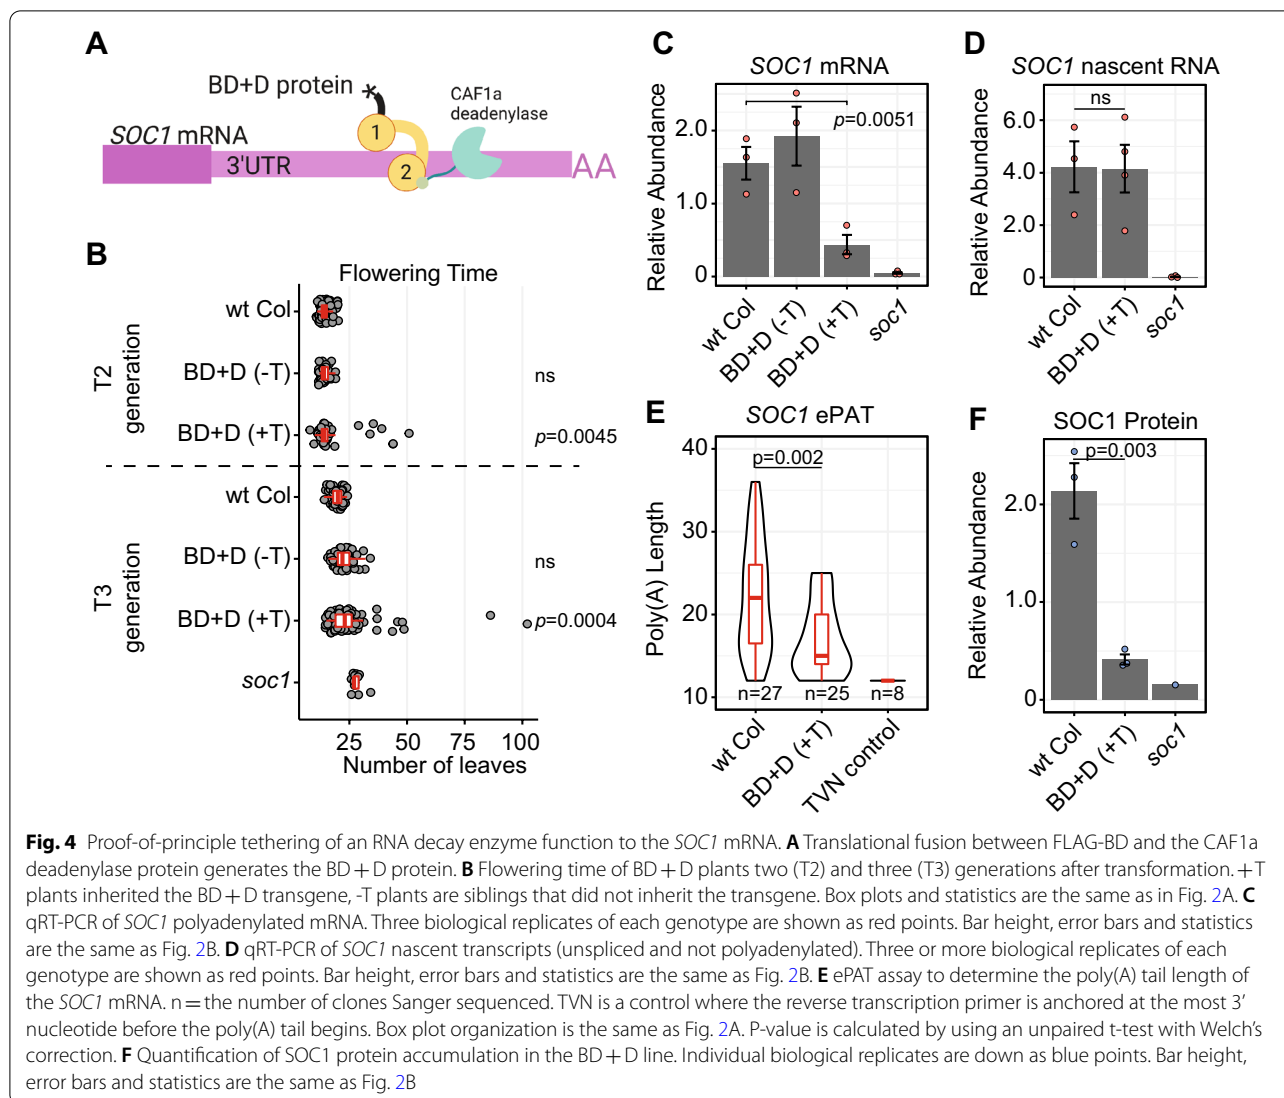 A
BD+D protein
CAF1a
deadenylase
SOC1 mRNA
3'UTR
1
2
AA
B
Flowering Time
T2
generation
wt Col
BD+D (-T)
ns
BD+D (+T)
p=0.0045
T3
generation
wt Col
BD+D (-T)
ns
BD+D (+T)
p=0.0004
soc1
25 50 75 100
Number of leaves
C
SOC1 mRNA
Relative Abundance
2.0
1.0
0
p=0.0051
wt Col
BD+D (-T)
BD+D (+T)
soc1
D
SOC1 nascent RNA
Relative Abundance
6.0
4.0
2.0
0
ns
wt Col
BD+D (+T)
soc1
E
SOC1 ePAT
Poly(A) Length
40
30
20
10
p=0.002
n=27
n=25
n=8
wt Col
BD+D (+T)
TVN control
F
SOC1 Protein
Relative Abundance
2.0
1.0
0
p=0.003
wt Col
BD+D (+T)
soc1
Fig. 4 Proof-of-principle tethering of an RNA decay enzyme function to the SOC1 mRNA. A Translational fusion between FLAG-BD and the CAF1a
deadenylase protein generates the BD + D protein. B Flowering time of BD + D plants two (T2) and three (T3) generations after transformation. + T
plants inherited the BD + D transgene, -T plants are siblings that did not inherit the transgene. Box plots and statistics are the same as in Fig. 2A. C
qRT-PCR of SOC1 polyadenylated mRNA. Three biological replicates of each genotype are shown as red points. Bar height, error bars and statistics
are the same as Fig. 2B. D qRT-PCR of SOC1 nascent transcripts (unspliced and not polyadenylated). Three or more biological replicates of each
genotype are shown as red points. Bar height, error bars and statistics are the same as Fig. 2B. E ePAT assay to determine the poly(A) tail length of
the SOC1 mRNA. n = the number of clones Sanger sequenced. TVN is a control where the reverse transcription primer is anchored at the most 3'
nucleotide before the poly(A) tail begins. Box plot organization is the same as Fig. 2A. P-value is calculated by using an unpaired t-test with Welch's
correction. F Quantification of SOC1 protein accumulation in the BD + D line. Individual biological replicates are down as blue points. Bar height,
error bars and statistics are the same as Fig. 2B